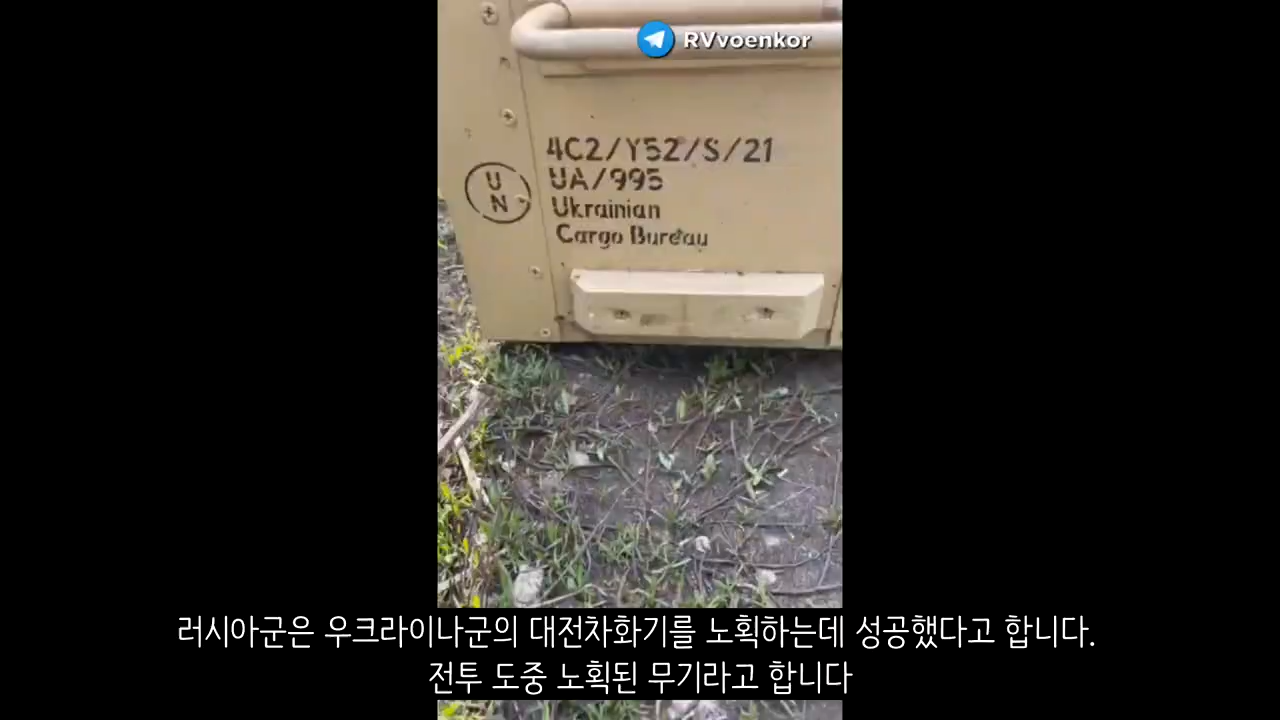 RVvoenkor
4C2/Y52/S/21
UA/995
U
N
Ukrainian
Cargo Bureau
러시아군은 우크라이나군의 대전차화기를 노획하는데 성공했다고 합니다.
전투 도중 노획된 무기라고 합니다